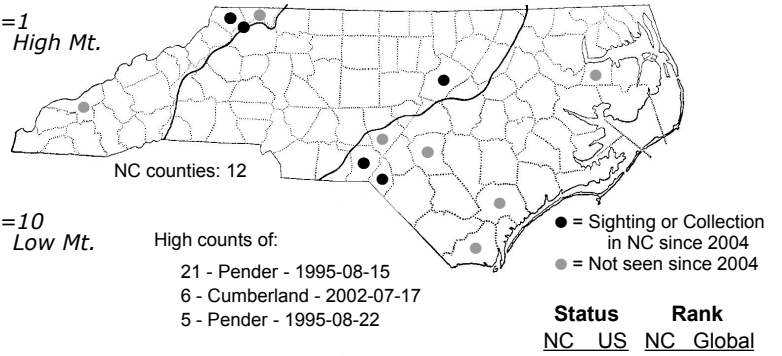 =1
High Mt.
NC counties: 12
=10
Low Mt.
High counts of:
21 - Pender - 1995-08-15
6 - Cumberland - 2002-07-17
5 - Pender - 1995-08-22
= Sighting or Collection
in NC since 2004
= Not seen since 2004
Status Rank
NC US NC Global